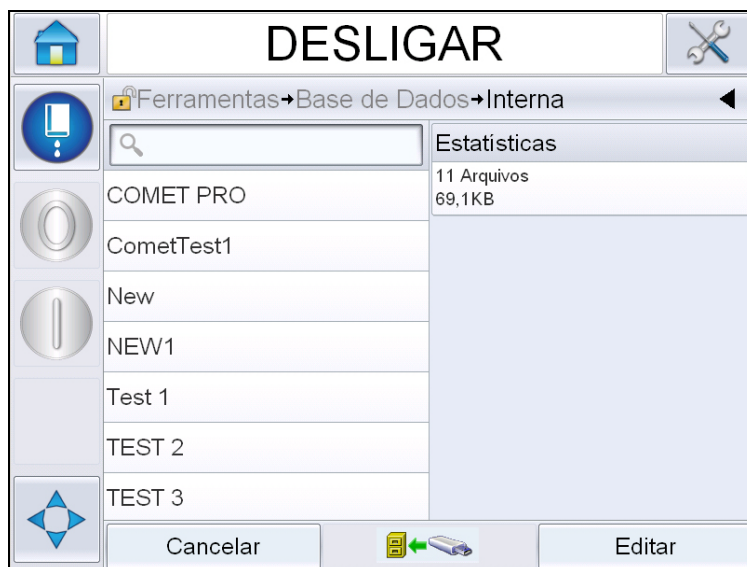 DESLIGAR
Ferramentas→Base de Dados→Interna
Estatísticas
11 Arquivos
69,1KB
COMET PRO
CometTest1
New
NEW1
Test 1
TEST 2
TEST 3
Cancelar
Editar